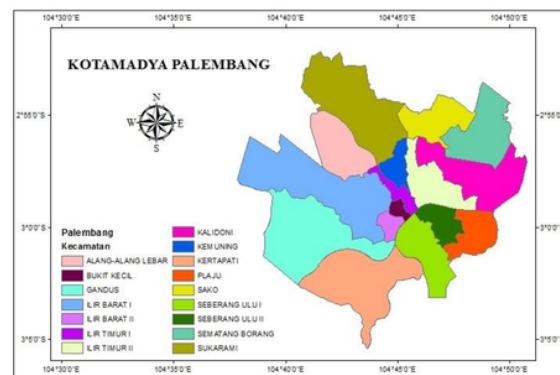 104°30'0"E 104°35'0"E 104°40'0"E 104°45'0"E 104°50'0"E
KOTAMADYA PALEMBANG
N
W E
S
2°55'0"S 2°55'0"S
3°0'0"S 3°0'0"S
3°5'0"S 3°5'0"S
Palembang
Kecamatan
ALANG-ALANG LEBAR
BUKIT KECIL
GANDUS
ILIR BARAT I
ILIR BARAT II
ILIR TIMUR I
ILIR TIMUR II
KALIDONI
KEMUNING
KERTAPATI
PLAJU
SAKO
SEBERANG ULU I
SEBERANG ULU II
SEMATANG BORANG
SUKARAMI
104°30'0"E 104°35'0"E 104°40'0"E 104°45'0"E 104°50'0"E